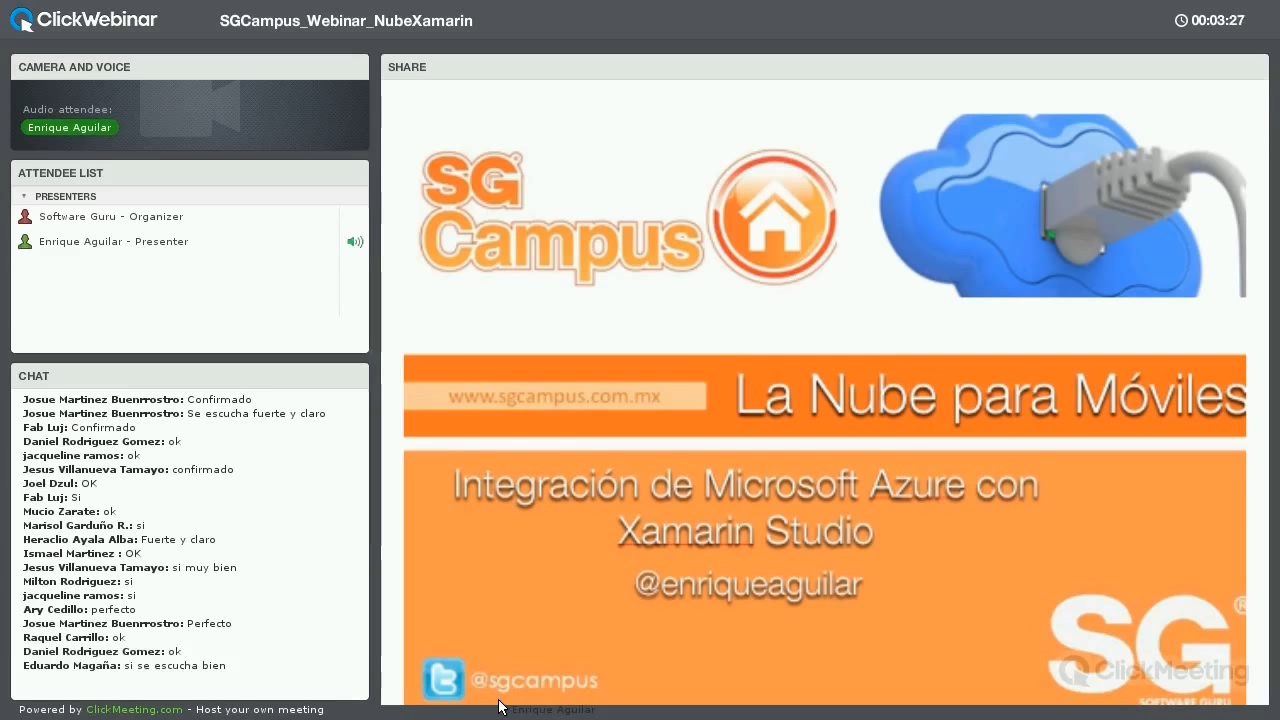 ClickWebinar
SGCampus_Webinar_NubeXamarin
00:03:27
CAMERA AND VOICE
Audio attendee:
Enrique Aguilar
ATTENDEE LIST
PRESENTERS
Software Guru - Organizer
Enrique Aguilar - Presenter
CHAT
Josue Martinez Buenrrostro: Confirmado
Josue Martinez Buenrrostro: Se escucha fuerte y claro
Fab Luj: Confirmado
Daniel Rodriguez Gomez: ok
jacqueline ramos: ok
Jesus Villanueva Tamayo: confirmado
Joel Dzul: OK
Fab Luj: Si
Mucio Zarate: ok
Marisol Garduño R.: si
Heraclio Ayala Alba: Fuerte y claro
Ismael Martinez : OK
Jesus Villanueva Tamayo: si muy bien
Milton Rodriguez: si
jacqueline ramos: si
Ary Cedillo: perfecto
Josue Martinez Buenrrostro: Perfecto
Raquel Carrillo: ok
Daniel Rodriguez Gomez: ok
Eduardo Magaña: si se escucha bien
Powered by ClickMeeting.com - Host your own meeting
SHARE
SG
Campus
www.sgcampus.com.mx
La Nube para Móviles
Integración de Microsoft Azure con
Xamarin Studio
@enriqueaguilar
@sgcampus
SG®
SOFTWARE GURU
ClickMeeting
Enrique Aguilar